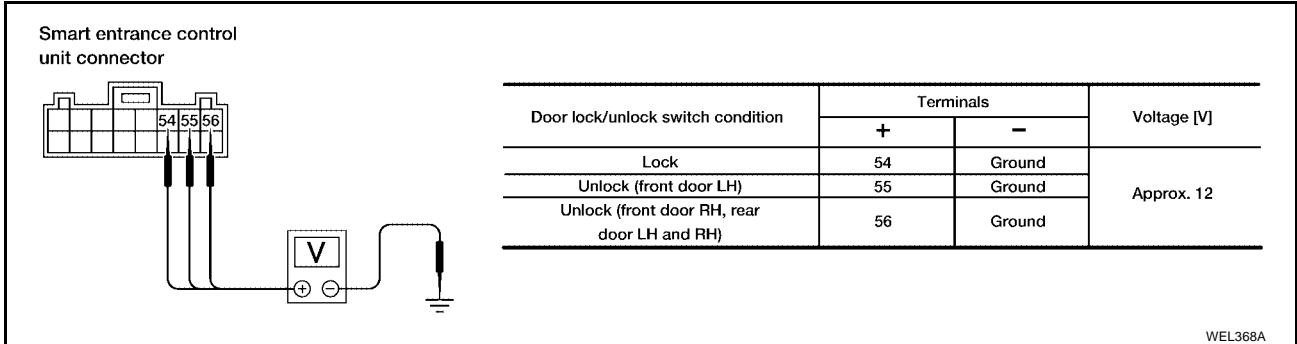 Smart entrance control
unit connector
54 55 56
V
+ −
Door lock/unlock switch condition
Terminals
Voltage [V]
+ −
Lock 54 Ground
Unlock (front door LH) 55 Ground
Approx. 12
Unlock (front door RH, rear
door LH and RH)
56 Ground
WEL368A